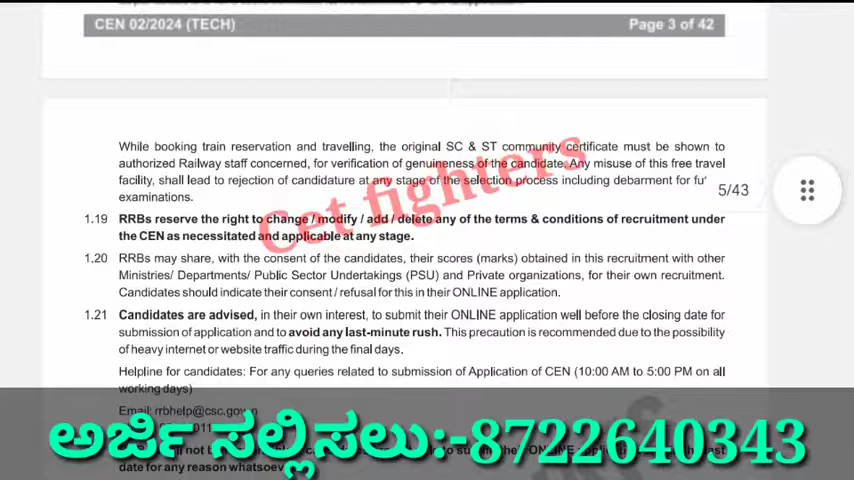 CEN 02/2024 (TECH) Page 3 of 42
While booking train reservation and travelling, the original SC & ST community certificate must be shown to
authorized Railway staff concerned, for verification of genuineness of the candidate. Any misuse of this free travel
facility, shall lead to rejection of candidature at any stage of the selection process including debarment for fu
examinations.
5/43
Cet fighters
1.19 RRBs reserve the right to change / modify / add / delete any of the terms & conditions of recruitment under
the CEN as necessitated and applicable at any stage.
1.20 RRBs may share, with the consent of the candidates, their scores (marks) obtained in this recruitment with other
Ministries/ Departments/ Public Sector Undertakings (PSU) and Private organizations, for their own recruitment.
Candidates should indicate their consent / refusal for this in their ONLINE application.
1.21 Candidates are advised, in their own interest, to submit their ONLINE application well before the closing date for
submission of application and to avoid any last-minute rush. This precaution is recommended due to the possibility
of heavy internet or website traffic during the final days.
Helpline for candidates: For any queries related to submission of Application of CEN (10:00 AM to 5:00 PM on all
working days)
Email: rrbhelp@csc.gov.in
ಅರ್ಜಿ ಸಲ್ಲಿಸಲು:-8722640343
date for any reason whatsoev